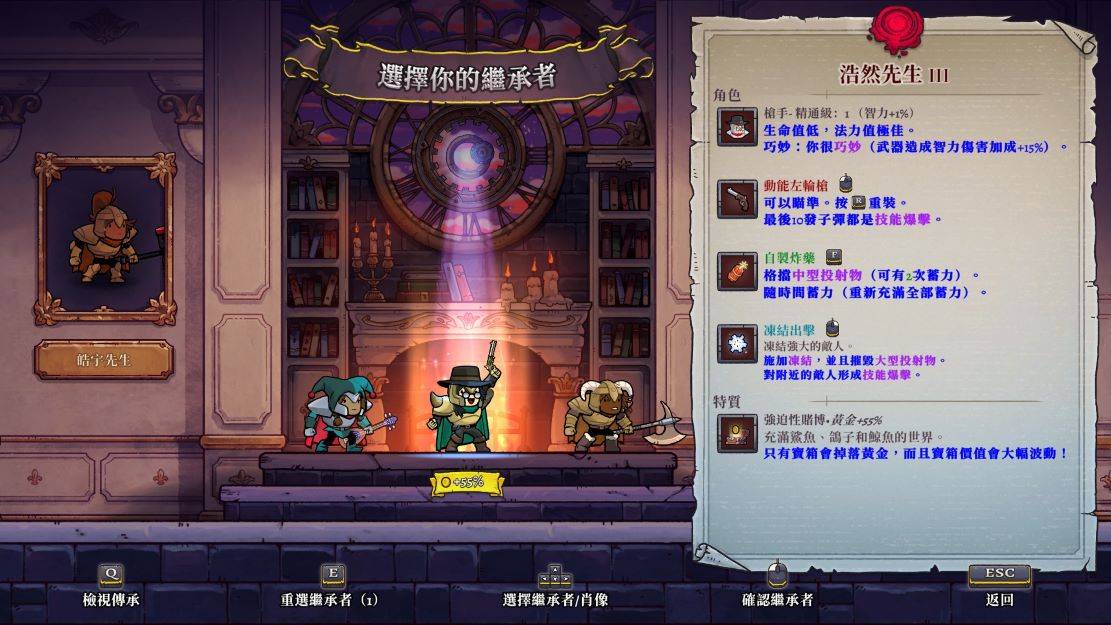 選擇你的繼承者
皓宇先生
+55%
浩然先生 III
角色
槍手- 精通級：1（智力+1%）
生命值低，法力值極佳。
巧妙：你很巧妙（武器造成智力傷害加成+15%）。
動能左輪槍
可以瞄準。按 R 重裝。
最後10發子彈都是技能爆擊。
自製炸藥 F
格擋中型投射物（可有2次蓄力）。
隨時間蓄力（重新充滿全部蓄力）。
凍結出擊
凍結強大的敵人。
施加凍結，並且摧毀大型投射物。
對附近的敵人形成技能爆擊。
特質
強迫性賭博•黃金+55%
充滿鯊魚、鴿子和鯨魚的世界。
只有寶箱會掉落黃金，而且寶箱價值會大幅波動！
Q
檢視傳承
E
重選繼承者（1）
選擇繼承者/肖像
確認繼承者
ESC
返回